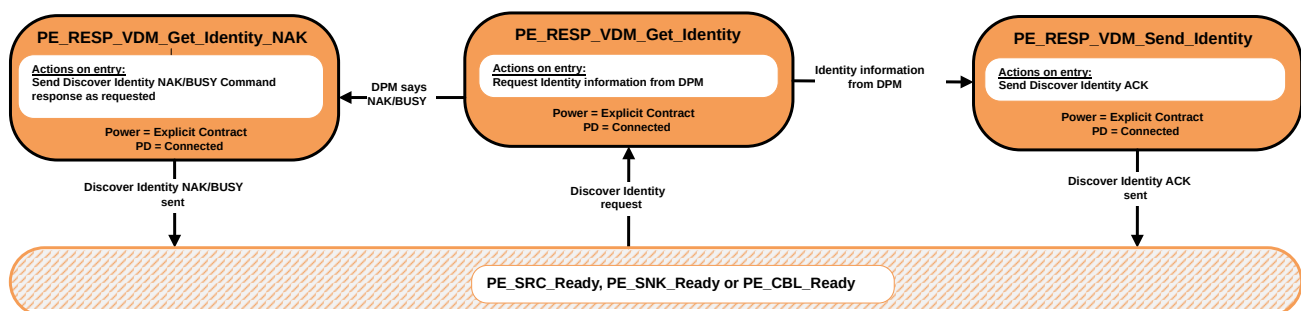 PE_RESP_VDM_Get_Identity_NAK
Actions on entry:
Send Discover Identity NAK/BUSY Command
response as requested
Power = Explicit Contract
PD = Connected
DPM says
NAK/BUSY
PE_RESP_VDM_Get_Identity
Actions on entry:
Request Identity information from DPM
Power = Explicit Contract
PD = Connected
Identity information
from DPM
PE_RESP_VDM_Send_Identity
Actions on entry:
Send Discover Identity ACK
Power = Explicit Contract
PD = Connected
Discover Identity NAK/BUSY
sent
Discover Identity
request
Discover Identity ACK
sent
PE_SRC_Ready, PE_SNK_Ready or PE_CBL_Ready